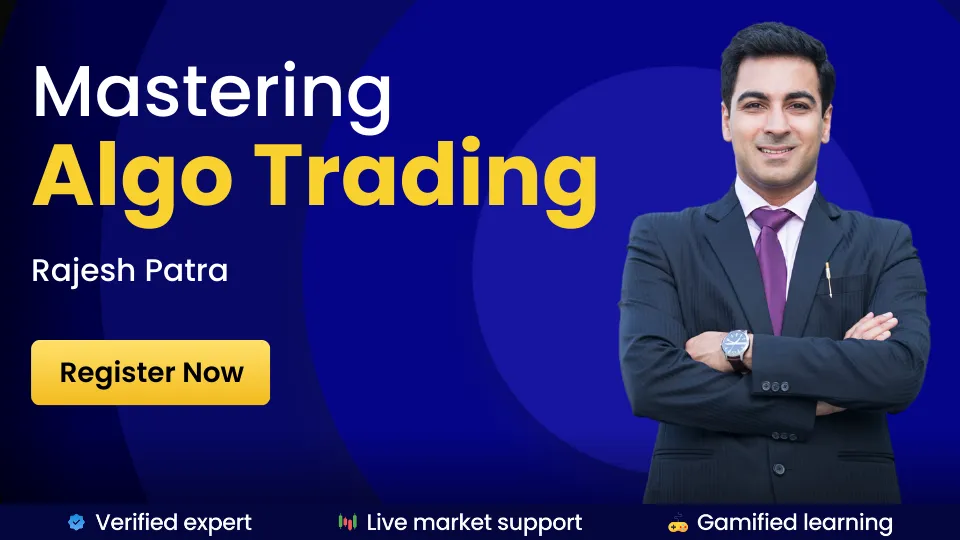 Mastering
Algo Trading
Rajesh Patra
Register Now
Verified expert
Live market support
Gamified learning